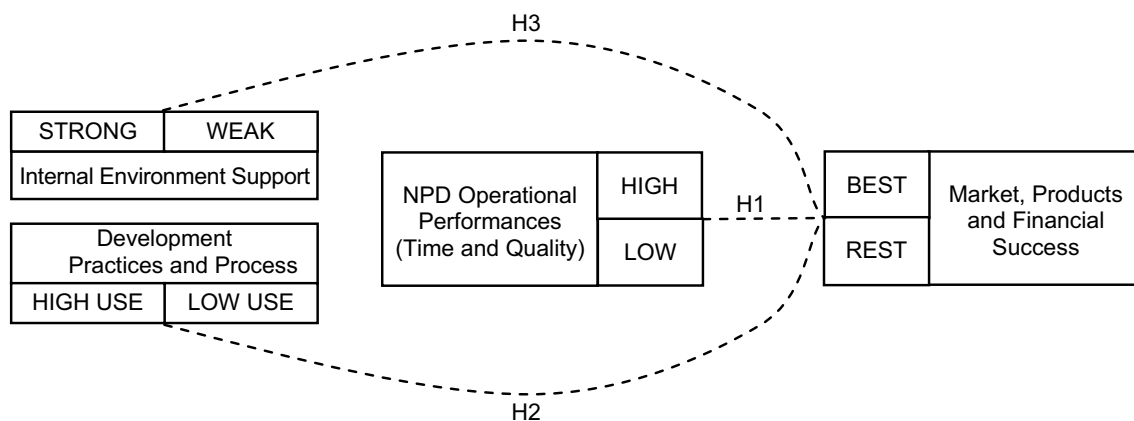 H3
STRONG
WEAK
Internal Environment Support
Development
Practices and Process
HIGH USE
LOW USE
NPD Operational
Performances
(Time and Quality)
HIGH
LOW
H1
BEST
REST
Market, Products
and Financial
Success
H2